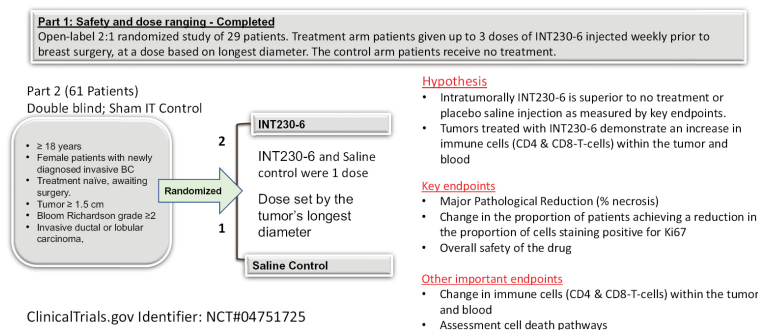 Part 1: Safety and dose ranging - Completed
Open-label 2:1 randomized study of 29 patients. Treatment arm patients given up to 3 doses of INT230-6 injected weekly prior to
breast surgery, at a dose based on longest diameter. The control arm patients receive no treatment.
Part 2 (61 Patients)
Double blind; Sham IT Control
• ≥ 18 years
• Female patients with newly
diagnosed invasive BC
• Treatment naïve, awaiting
surgery.
• Tumor ≥ 1.5 cm
• Bloom Richardson grade ≥2
• Invasive ductal or lobular
carcinoma,
Randomized
2
1
INT230-6
INT230-6 and Saline
control were 1 dose
Dose set by the
tumor's longest
diameter
Saline Control
Hypothesis
• Intratumorally INT230-6 is superior to no treatment or
placebo saline injection as measured by key endpoints.
• Tumors treated with INT230-6 demonstrate an increase in
immune cells (CD4 & CD8-T-cells) within the tumor and
blood
Key endpoints
• Major Pathological Reduction (% necrosis)
• Change in the proportion of patients achieving a reduction in
the proportion of cells staining positive for Ki67
• Overall safety of the drug
Other important endpoints
• Change in immune cells (CD4 & CD8-T-cells) within the tumor
and blood
• Assessment cell death pathways
ClinicalTrials.gov Identifier: NCT#04751725